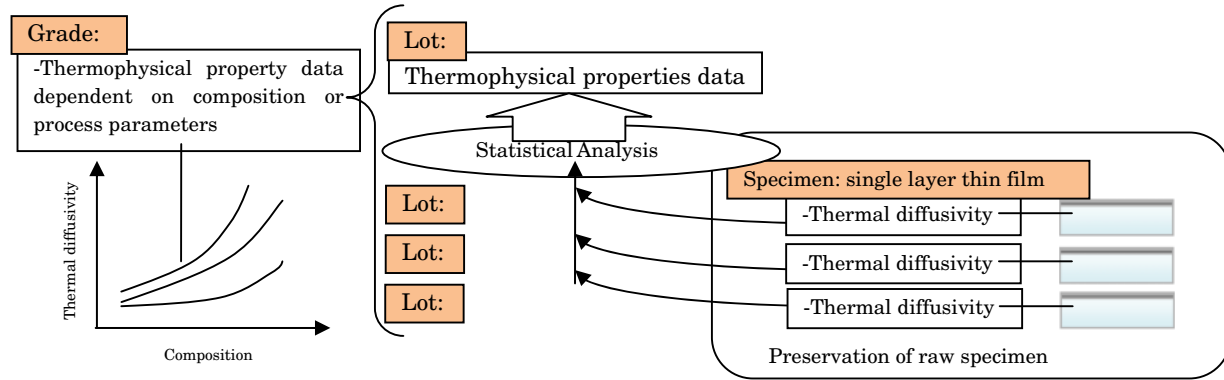 Grade:
-Thermophysical property data
dependent on composition or
process parameters
Thermal diffusivity
Composition
Lot:
Thermophysical properties data
Statistical Analysis
Lot:
Lot:
Lot:
Specimen: single layer thin film
-Thermal diffusivity
-Thermal diffusivity
-Thermal diffusivity
Preservation of raw specimen